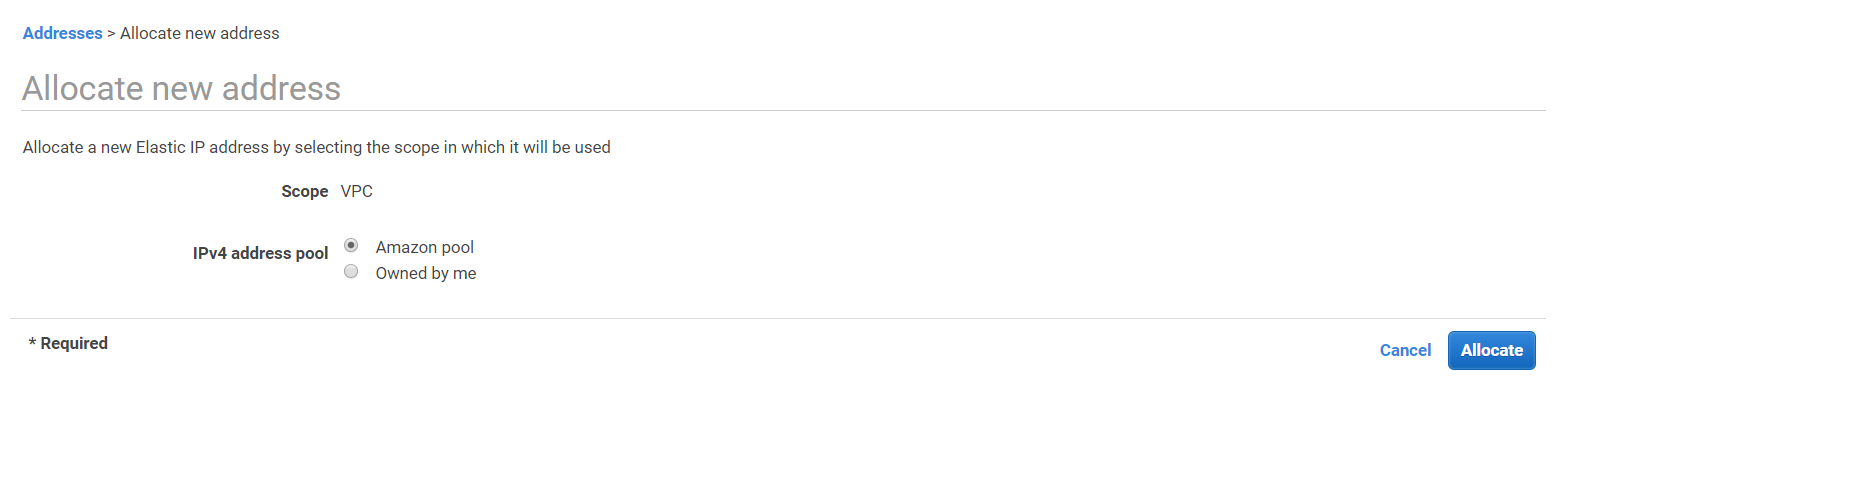 Addresses > Allocate new address
Allocate new address
Allocate a new Elastic IP address by selecting the scope in which it will be used
Scope VPC
IPv4 address pool
Amazon pool
Owned by me
* Required
Cancel Allocate